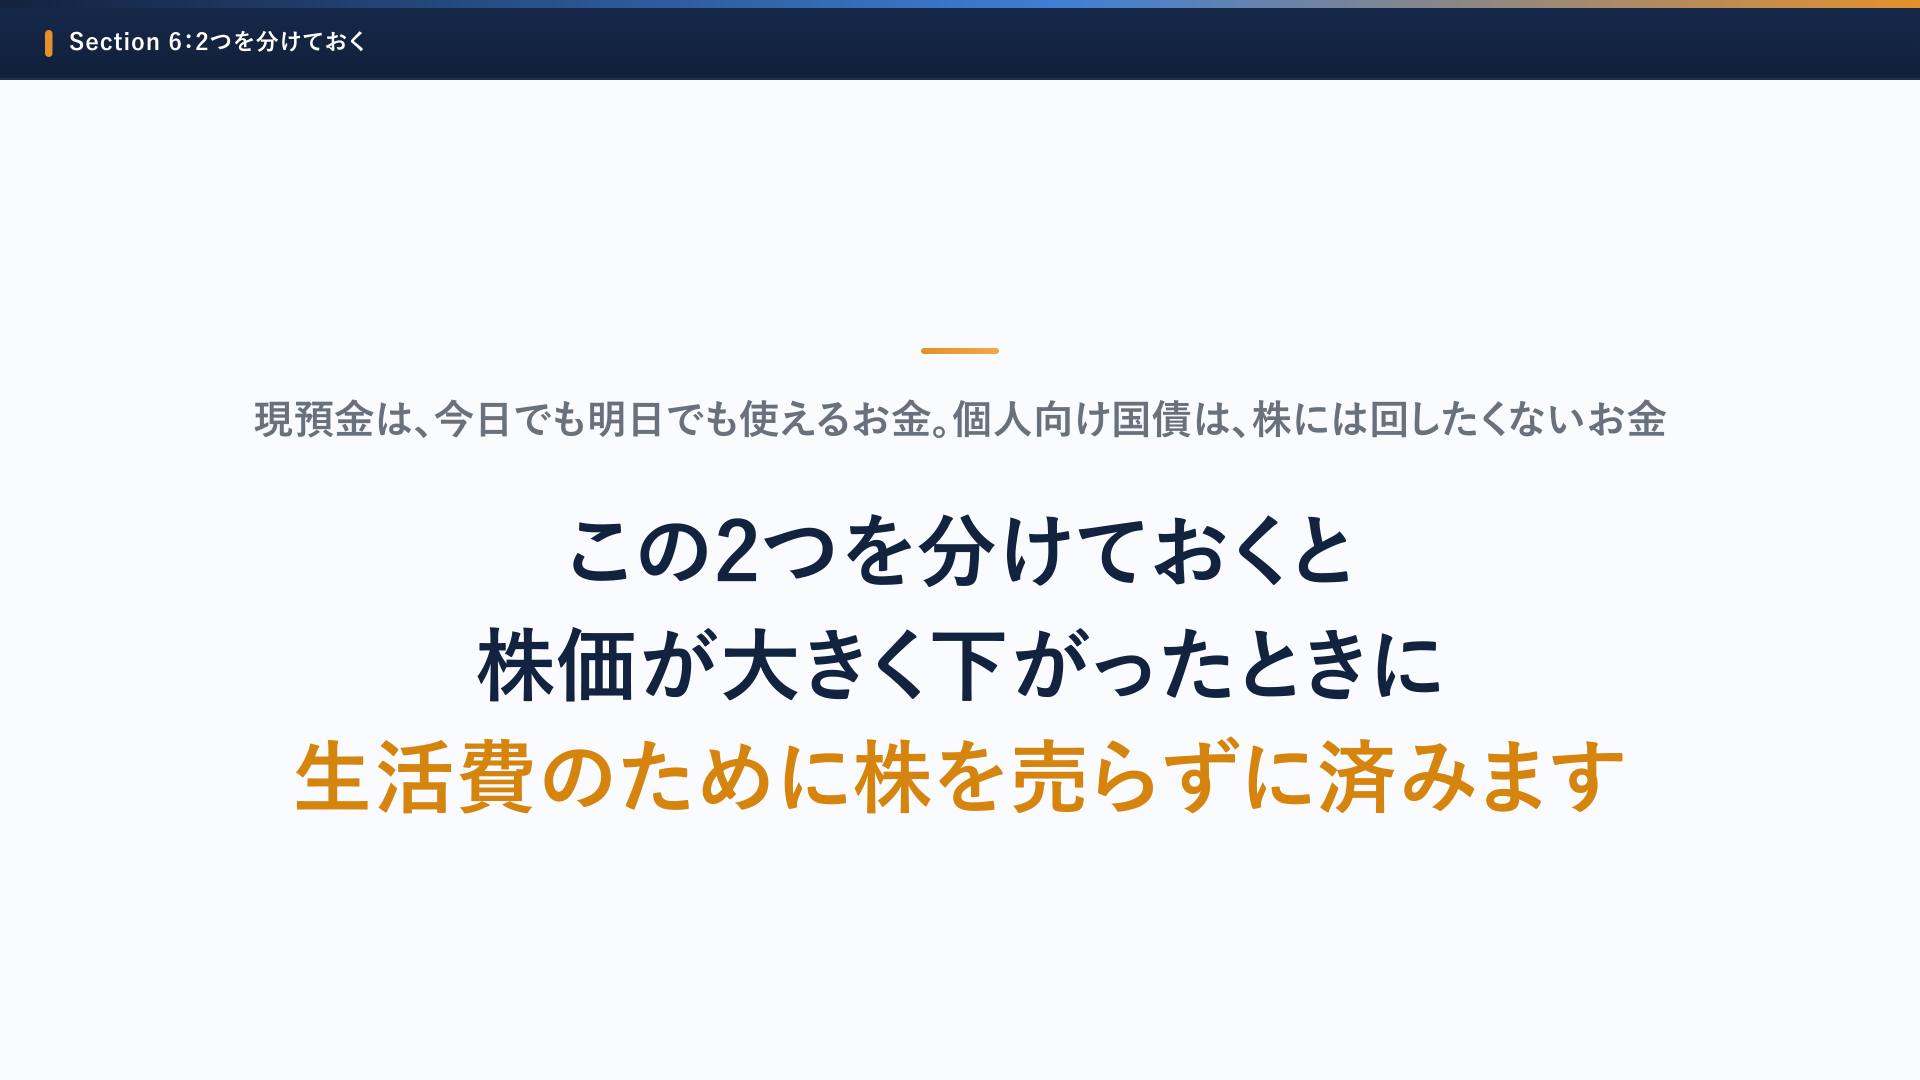 Section 6：2つを分けておく
現預金は、今日でも明日でも使えるお金。個人向け国債は、株には回したくないお金
この2つを分けておくと
株価が大きく下がったときに
生活費のために株を売らずに済みます